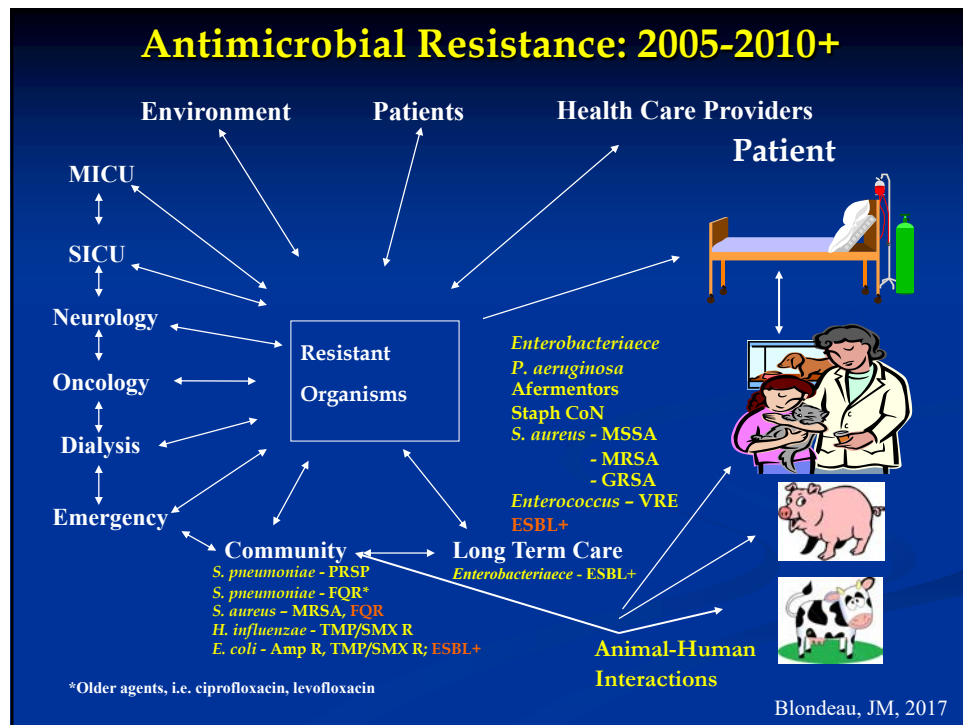 Antimicrobial Resistance: 2005-2010+
Environment
Patients
Health Care Providers
Patient
MICU
SICU
Neurology
Oncology
Dialysis
Emergency
Resistant
Organisms
Enterobacteriaece
P. aeruginosa
Afermentors
Staph CoN
S. aureus - MSSA
- MRSA
- GRSA
Enterococcus – VRE
ESBL+
Community
S. pneumoniae - PRSP
S. pneumoniae - FQR*
S. aureus – MRSA, FQR
H. influenzae - TMP/SMX R
E. coli - Amp R, TMP/SMX R; ESBL+
Long Term Care
Enterobacteriaece - ESBL+
Animal-Human
Interactions
*Older agents, i.e. ciprofloxacin, levofloxacin
Blondeau, JM, 2017